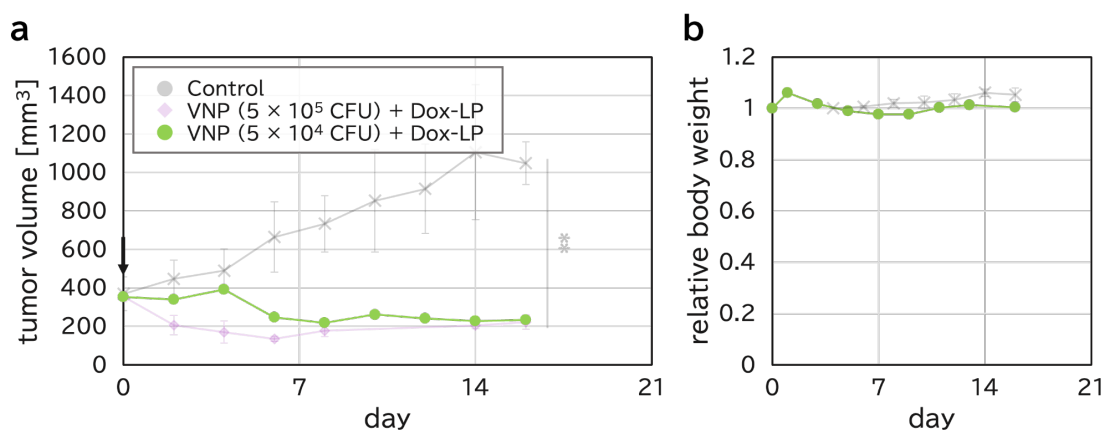 a
1600
1400
1200
1000
800
600
400
200
0
tumor volume [mm³]
Control
VNP (5 × 10⁵ CFU) + Dox-LP
VNP (5 × 10⁴ CFU) + Dox-LP
**
0 7 14 21
day
b
1.2
1
0.8
0.6
0.4
0.2
0
relative body weight
0 7 14 21
day